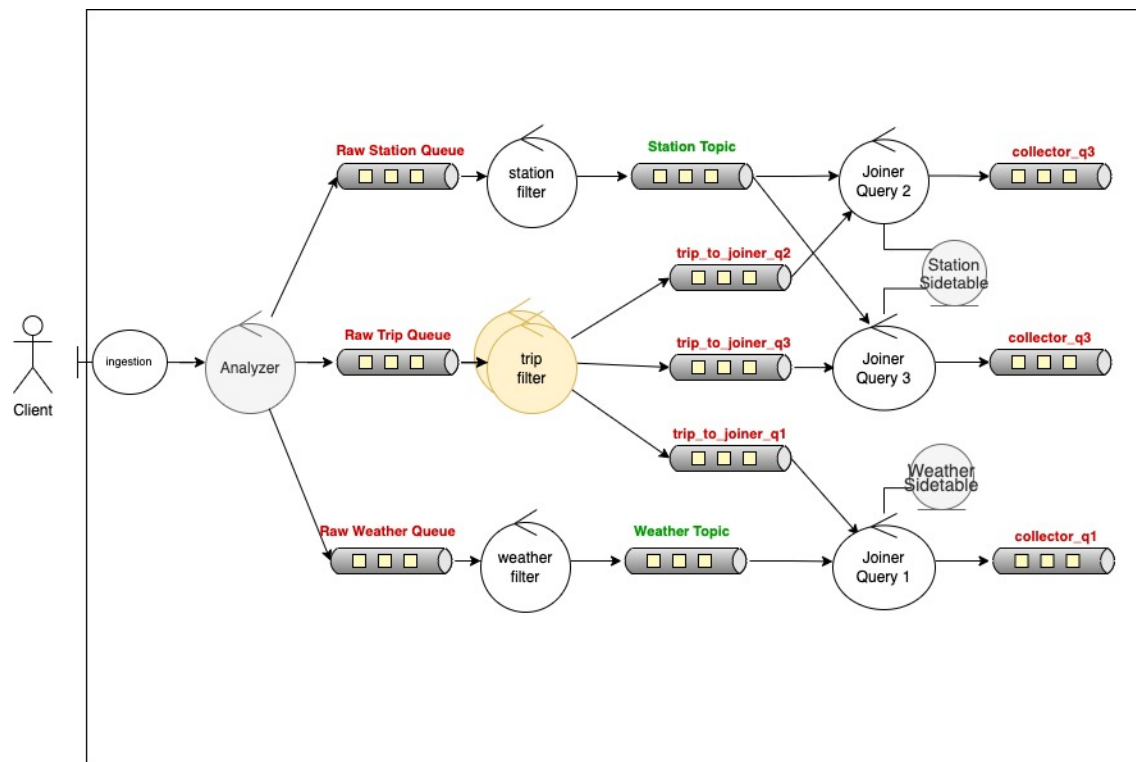 Raw Station Queue
station
filter
Station Topic
Joiner
Query 2
collector_q3
trip_to_joiner_q2
Station
Sidetable
Client
ingestion
Analyzer
Raw Trip Queue
trip
filter
trip_to_joiner_q3
Joiner
Query 3
collector_q3
trip_to_joiner_q1
Weather
Sidetable
Raw Weather Queue
weather
filter
Weather Topic
Joiner
Query 1
collector_q1